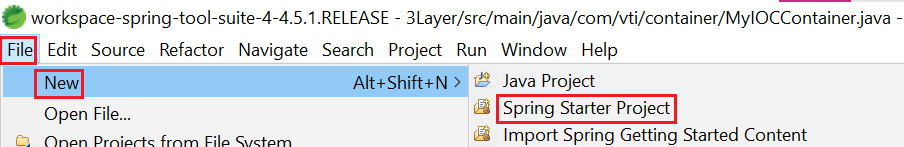 workspace-spring-tool-suite-4-4.5.1.RELEASE - 3Layer/src/main/java/com/vti/container/MyIOCContainer.java -
File Edit Source Refactor Navigate Search Project Run Window Help
New Alt+Shift+N >
Java Project
Spring Starter Project
Open File...
Open Projects from File System
Import Spring Getting Started Content